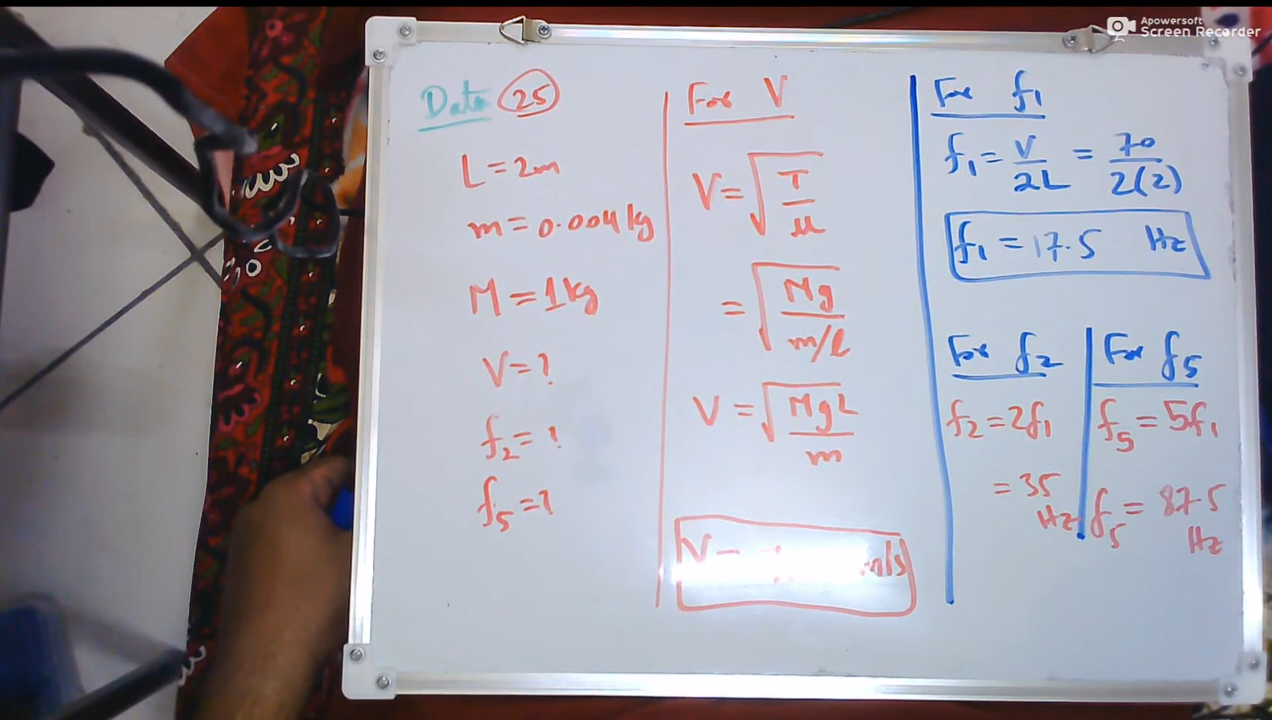 Apowersoft
Screen Recorder
Data 25
L = 2m
m = 0.004 kg
M = 1 kg
V = ?
f₂ = ?
f₅ = ?
For V
V = √(T/μ)
= √(Mg/(m/l))
V = √(MgL/m)
V = m/s
For f₁
f₁ = V/2L = 70/2(2)
f₁ = 17.5 Hz
For f₂
f₂ = 2f₁
= 35
Hz
For f₅
f₅ = 5f₁
f₅ = 87.5
Hz